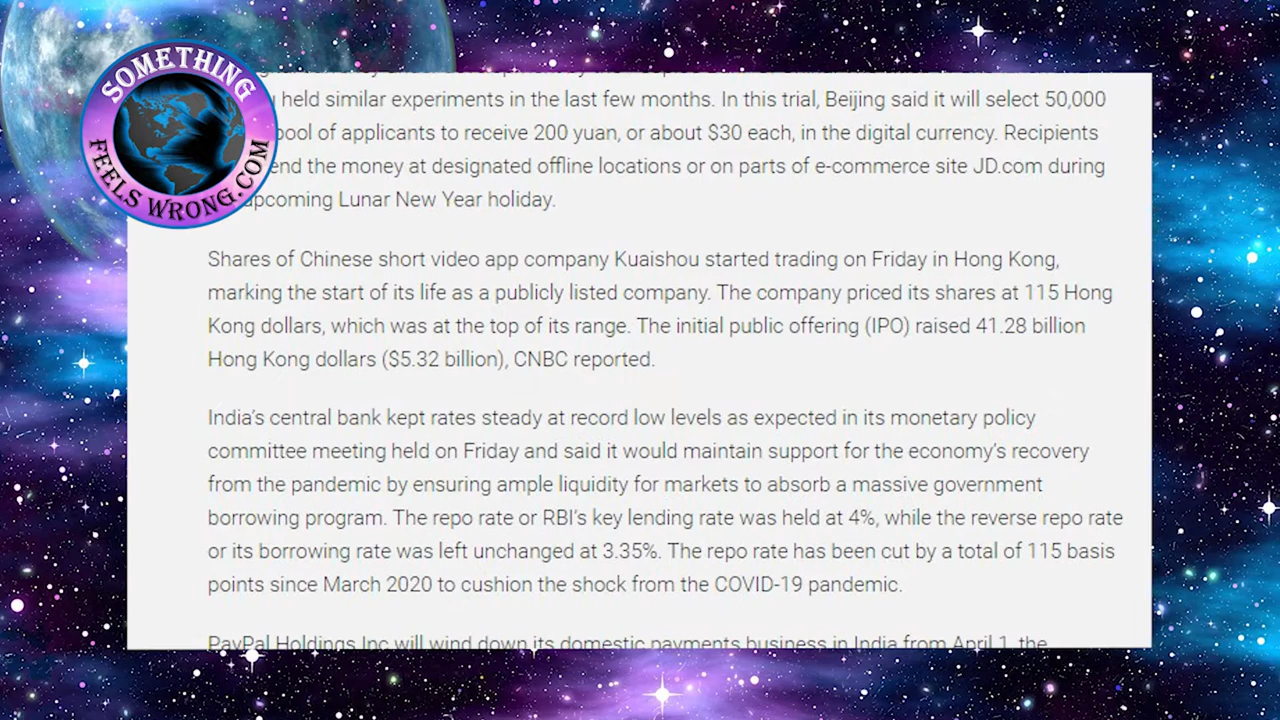 SOMETHING
FEELS WRONG.COM
held similar experiments in the last few months. In this trial, Beijing said it will select 50,000
pool of applicants to receive 200 yuan, or about $30 each, in the digital currency. Recipients
the money at designated offline locations or on parts of e-commerce site JD.com during
Lunar New Year holiday.
Shares of Chinese short video app company Kuaishou started trading on Friday in Hong Kong,
marking the start of its life as a publicly listed company. The company priced its shares at 115 Hong
Kong dollars, which was at the top of its range. The initial public offering (IPO) raised 41.28 billion
Hong Kong dollars ($5.32 billion), CNBC reported.
India's central bank kept rates steady at record low levels as expected in its monetary policy
committee meeting held on Friday and said it would maintain support for the economy's recovery
from the pandemic by ensuring ample liquidity for markets to absorb a massive government
borrowing program. The repo rate or RBI's key lending rate was held at 4%, while the reverse repo rate
or its borrowing rate was left unchanged at 3.35%. The repo rate has been cut by a total of 115 basis
points since March 2020 to cushion the shock from the COVID-19 pandemic.
PayPal Holdings Inc will wind down its domestic payments business in India from April 1, the